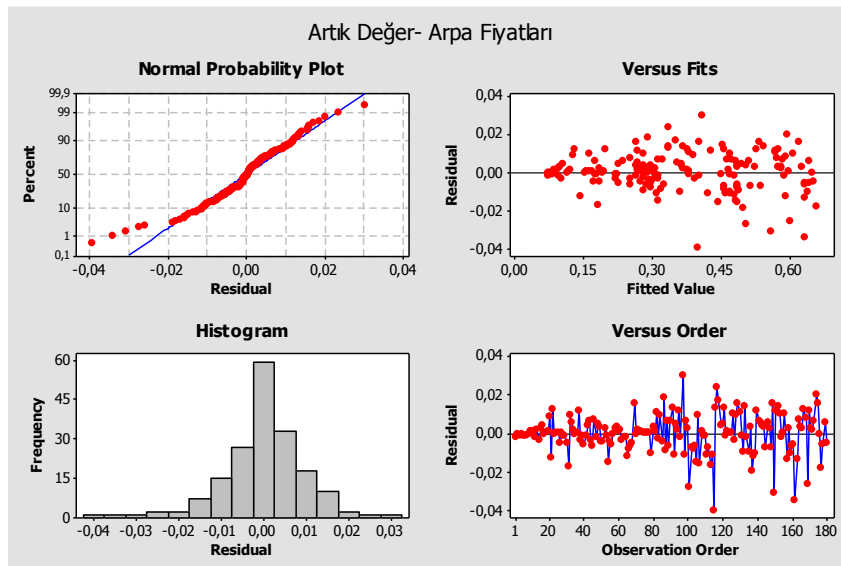 Artık Değer- Arpa Fiyatları
Normal Probability Plot
99,9
99
90
50
10
1
0,1
Percent
-0,04 -0,02 0,00 0,02 0,04
Residual
Versus Fits
0,04
0,02
0,00
-0,02
-0,04
Residual
0,00 0,15 0,30 0,45 0,60
Fitted Value
Histogram
60
45
30
15
0
Frequency
-0,04 -0,03 -0,02 -0,01 0,00 0,01 0,02 0,03
Residual
Versus Order
0,04
0,02
0,00
-0,02
-0,04
Residual
1 20 40 60 80 100 120 140 160 180
Observation Order